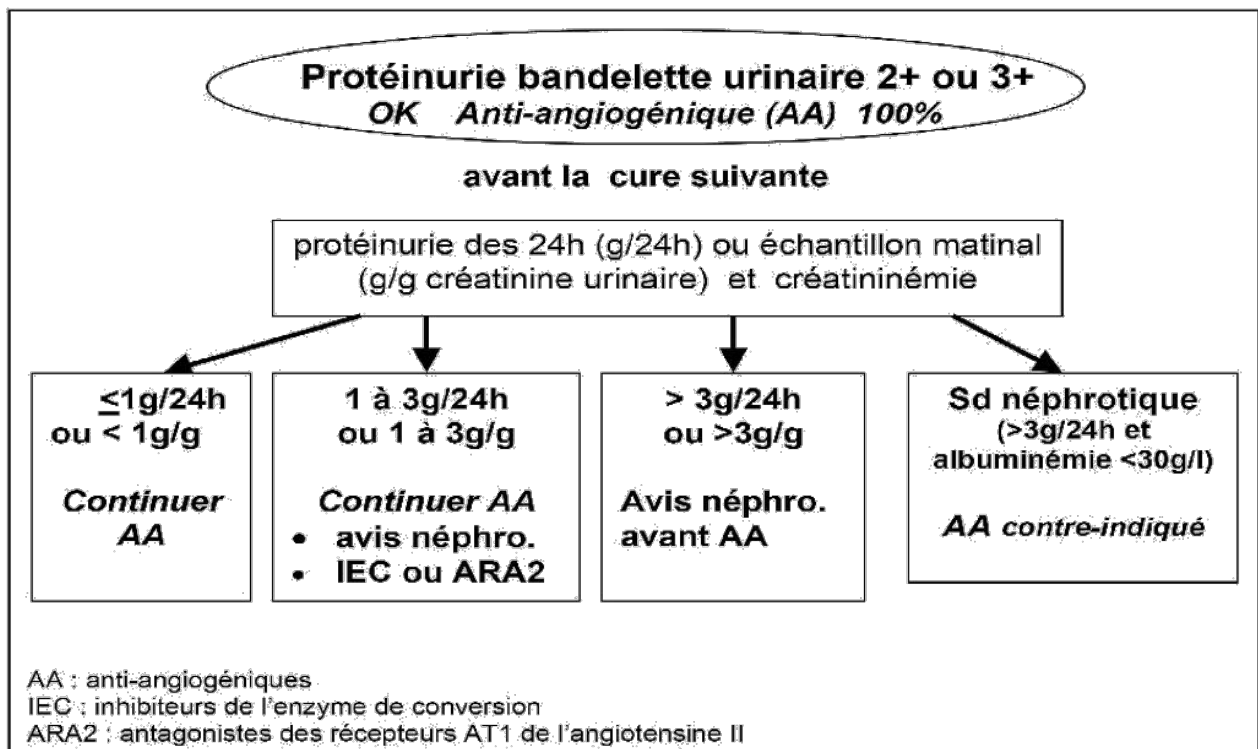 Protéinurie bandelette urinaire 2+ ou 3+
OK Anti-angiogénique (AA) 100%
avant la cure suivante
protéinurie des 24h (g/24h) ou échantillon matinal
(g/g créatinine urinaire) et créatininémie
≤1g/24h
ou < 1g/g
Continuer
AA
1 à 3g/24h
ou 1 à 3g/g
Continuer AA
• avis néphro.
• IEC ou ARA2
> 3g/24h
ou >3g/g
Avis néphro.
avant AA
Sd néphrotique
(>3g/24h et
albuminémie <30g/l)
AA contre-indiqué
AA : anti-angiogéniques
IEC : inhibiteurs de l'enzyme de conversion
ARA2 : antagonistes des récepteurs AT1 de l'angiotensine II